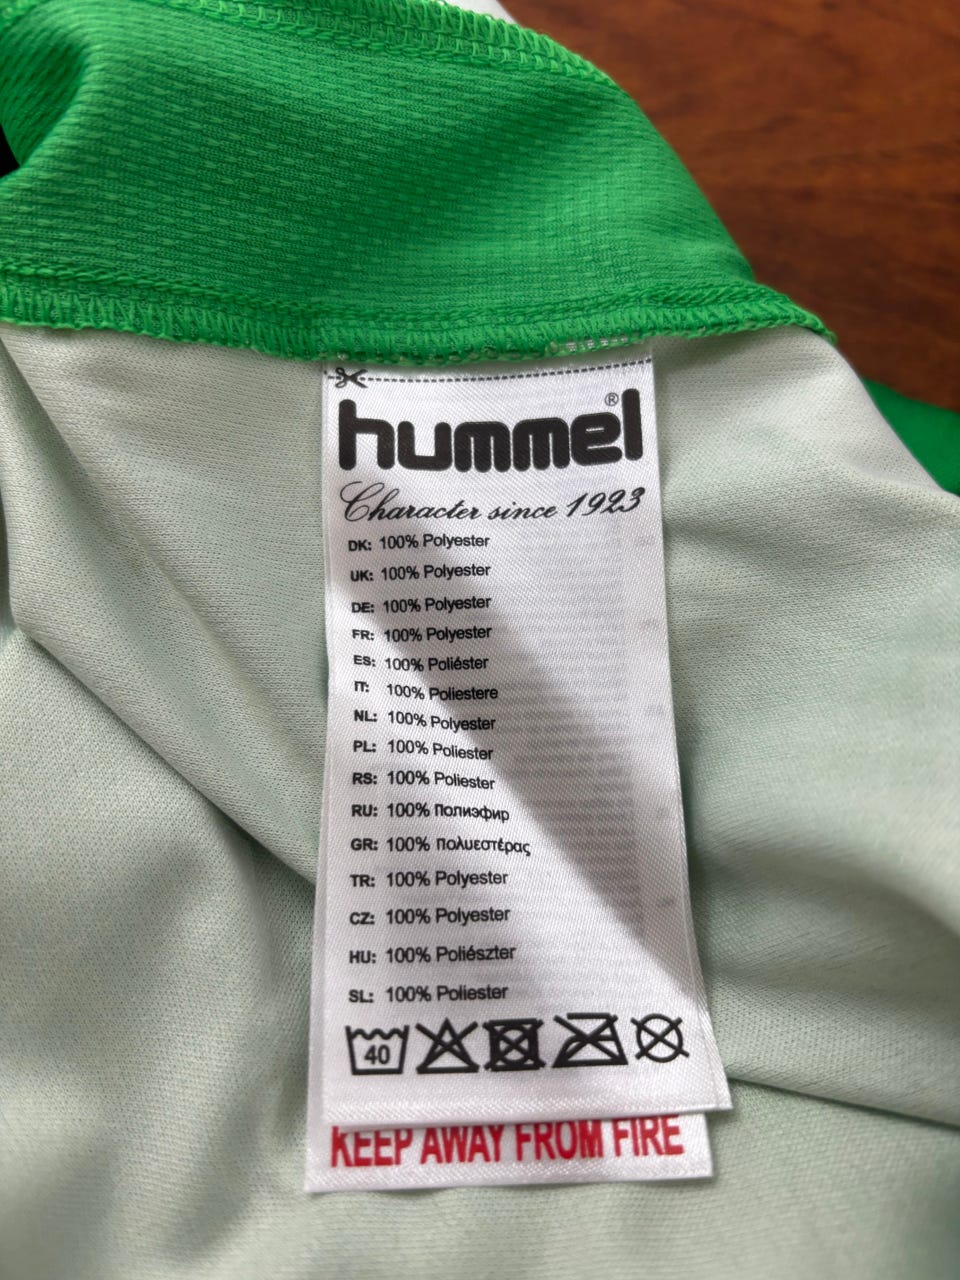 hummel®
Character since 1923
DK: 100% Polyester
UK: 100% Polyester
DE: 100% Polyester
FR: 100% Polyester
ES: 100% Poliéster
IT: 100% Poliestere
NL: 100% Polyester
PL: 100% Poliester
RS: 100% Poliester
RU: 100% Полиэфир
GR: 100% πολυεστέρας
TR: 100% Polyester
CZ: 100% Polyester
HU: 100% Poliészter
SL: 100% Poliester
40
KEEP AWAY FROM FIRE